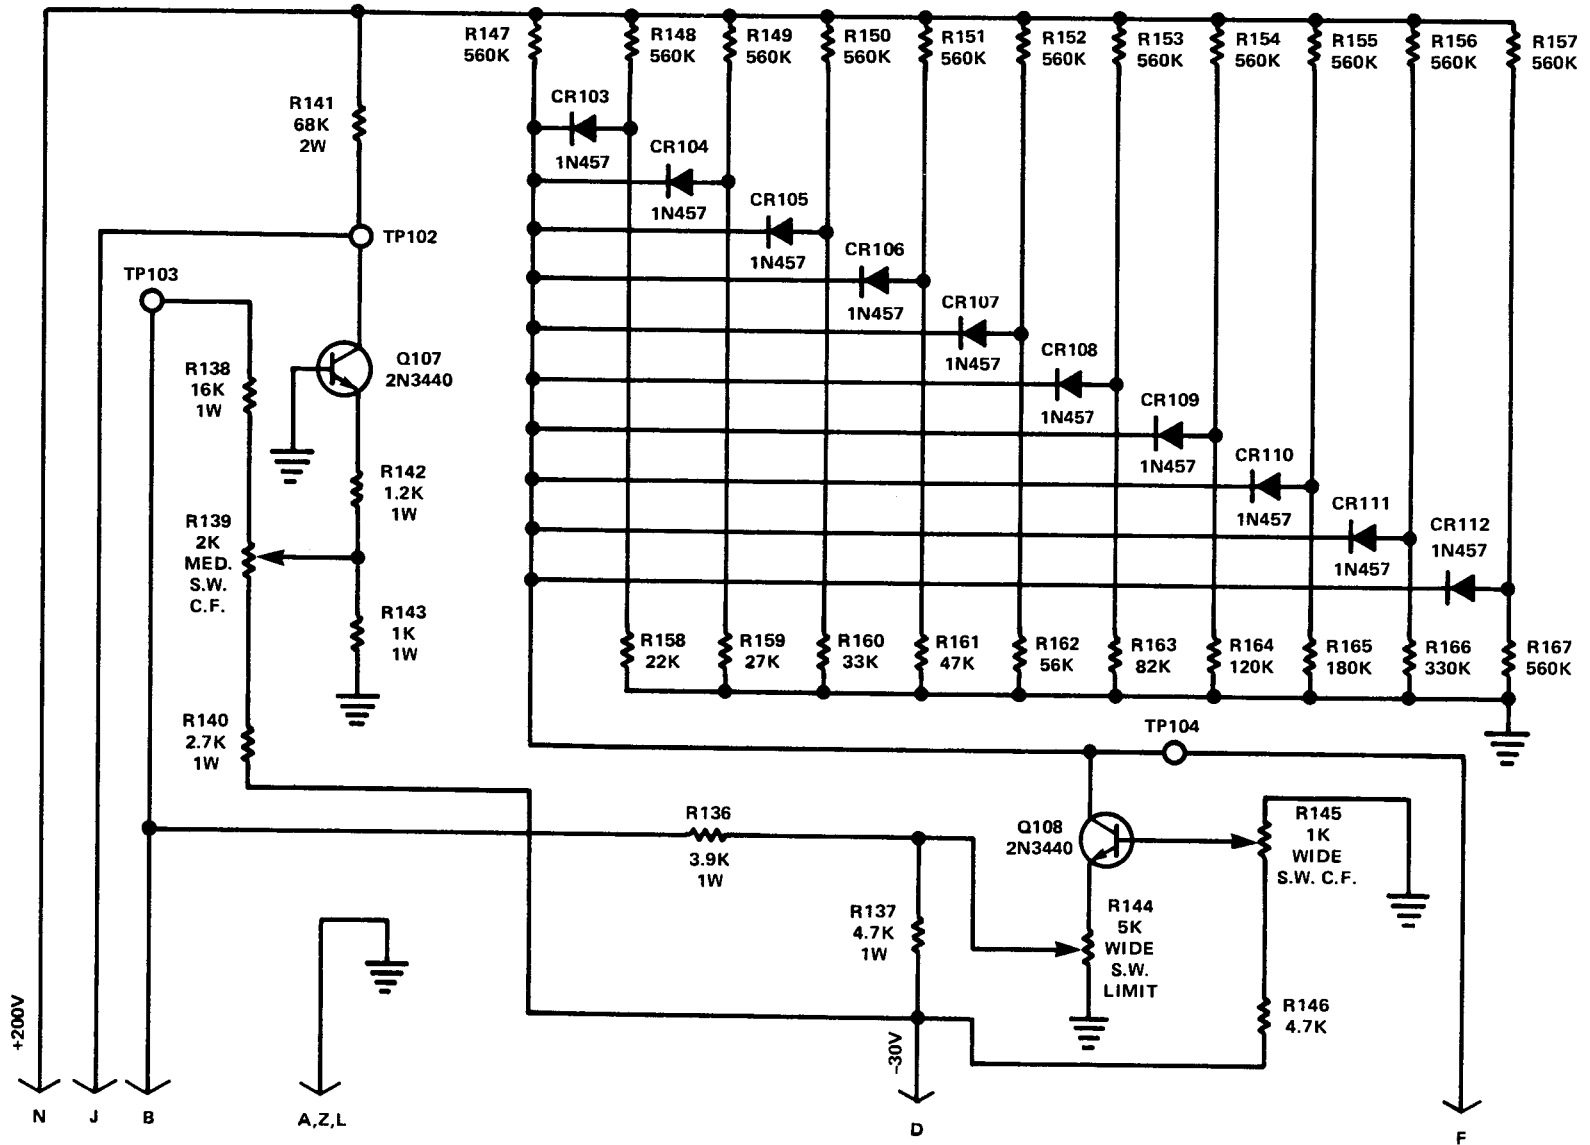 R147
560K
R148
560K
R149
560K
R150
560K
R151
560K
R152
560K
R153
560K
R154
560K
R155
560K
R156
560K
R157
560K
R141
68K
2W
CR103
1N457
CR104
1N457
CR105
1N457
CR106
1N457
CR107
1N457
CR108
1N457
CR109
1N457
CR110
1N457
CR111
1N457
CR112
1N457
TP102
TP103
Q107
2N3440
R138
16K
1W
R142
1.2K
1W
R139
2K
MED.
S.W.
C.F.
R143
1K
1W
R140
2.7K
1W
R158
22K
R159
27K
R160
33K
R161
47K
R162
56K
R163
82K
R164
120K
R165
180K
R166
330K
R167
560K
TP104
R136
3.9K
1W
Q108
2N3440
R145
1K
WIDE
S.W. C.F.
R137
4.7K
1W
R144
5K
WIDE
S.W.
LIMIT
R146
4.7K
+200V
-30V
N
J
B
A,Z,L
D
F